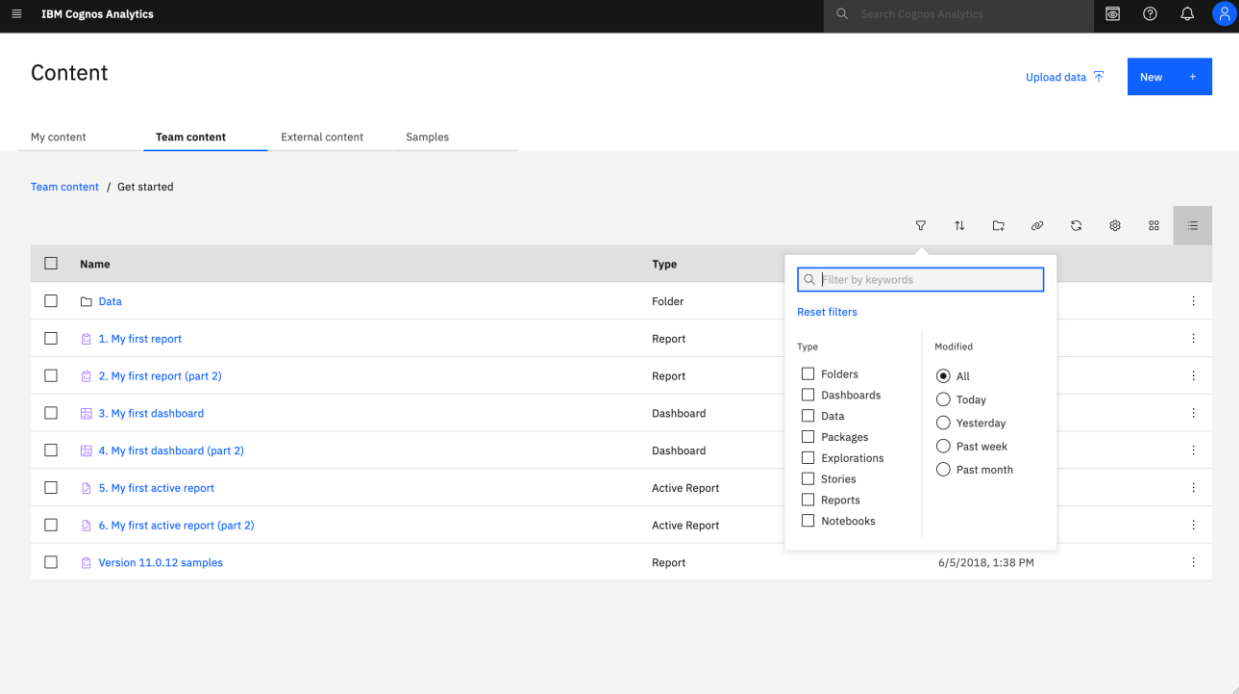 IBM Cognos Analytics
Search Cognos Analytics
Content
Upload data
New +
My content
Team content
External content
Samples
Team content / Get started
Name
Type
Data
Folder
1. My first report
Report
2. My first report (part 2)
Report
3. My first dashboard
Dashboard
4. My first dashboard (part 2)
Dashboard
5. My first active report
Active Report
6. My first active report (part 2)
Active Report
Version 11.0.12 samples
Report
6/5/2018, 1:38 PM
Filter by keywords
Reset filters
Type
Folders
Dashboards
Data
Packages
Explorations
Stories
Reports
Notebooks
Modified
All
Today
Yesterday
Past week
Past month